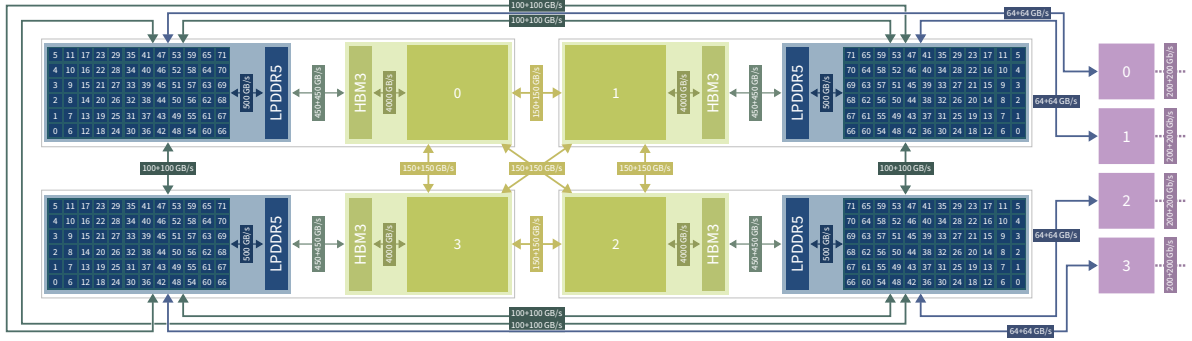 100+100 GB/s
64+64 GB/s
100+100 GB/s
5 11 17 23 29 35 41 47 53 59 65 71
4 10 16 22 28 34 40 46 52 58 64 70
3 9 15 21 27 33 39 45 51 57 63 69
2 8 14 20 26 32 38 44 50 56 62 68
1 7 13 19 25 31 37 43 49 55 61 67
0 6 12 18 24 30 36 42 48 54 60 66
500 GB/s
LPDDR5
450+450 GB/s
HBM3
4000 GB/s
0
150+150 GB/s
1
4000 GB/s
HBM3
450+450 GB/s
LPDDR5
500 GB/s
71 65 59 53 47 41 35 29 23 17 11 5
70 64 58 52 46 40 34 28 22 16 10 4
69 63 57 51 45 39 33 27 21 15 9 3
68 62 56 50 44 38 32 26 20 14 8 2
67 61 55 49 43 37 31 25 19 13 7 1
66 60 54 48 42 36 30 24 18 12 6 0
64+64 GB/s
0
200+200 Gb/s
1
200+200 Gb/s
100+100 GB/s
150+150 GB/s
150+150 GB/s
150+150 GB/s
100+100 GB/s
5 11 17 23 29 35 41 47 53 59 65 71
4 10 16 22 28 34 40 46 52 58 64 70
3 9 15 21 27 33 39 45 51 57 63 69
2 8 14 20 26 32 38 44 50 56 62 68
1 7 13 19 25 31 37 43 49 55 61 67
0 6 12 18 24 30 36 42 48 54 60 66
500 GB/s
LPDDR5
450+450 GB/s
HBM3
4000 GB/s
3
150+150 GB/s
2
4000 GB/s
HBM3
450+450 GB/s
LPDDR5
500 GB/s
71 65 59 53 47 41 35 29 23 17 11 5
70 64 58 52 46 40 34 28 22 16 10 4
69 63 57 51 45 39 33 27 21 15 9 3
68 62 56 50 44 38 32 26 20 14 8 2
67 61 55 49 43 37 31 25 19 13 7 1
66 60 54 48 42 36 30 24 18 12 6 0
64+64 GB/s
2
200+200 Gb/s
3
200+200 Gb/s
100+100 GB/s
100+100 GB/s
64+64 GB/s